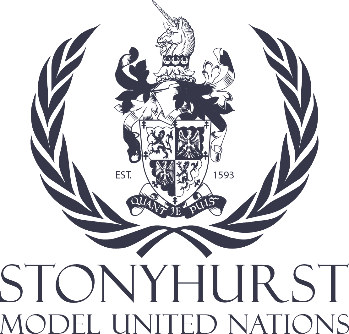 EST. 1593
QUANT JE PUIS
STONYHURST
MODEL UNITED NATIONS